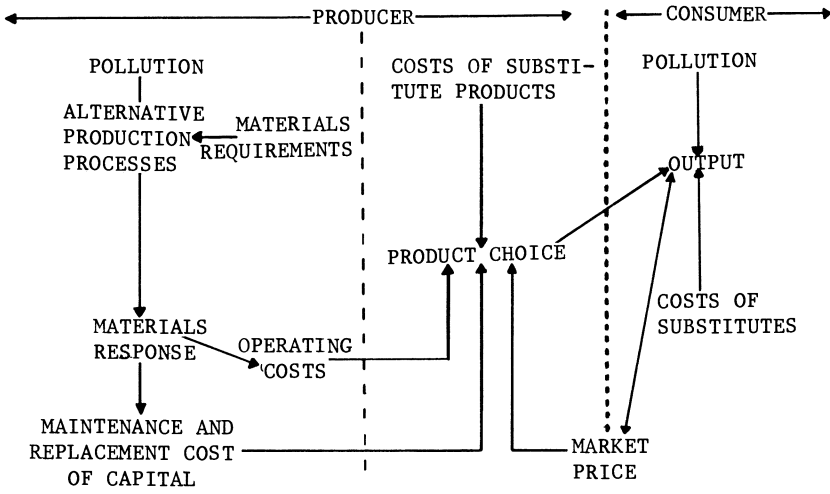 PRODUCER
CONSUMER
POLLUTION
ALTERNATIVE
PRODUCTION
PROCESSES
MATERIALS
REQUIREMENTS
COSTS OF SUBSTI-
TUTE PRODUCTS
POLLUTION
OUTPUT
PRODUCT CHOICE
COSTS OF
SUBSTITUTES
MATERIALS
RESPONSE
OPERATING
COSTS
MAINTENANCE AND
REPLACEMENT COST
OF CAPITAL
MARKET
PRICE